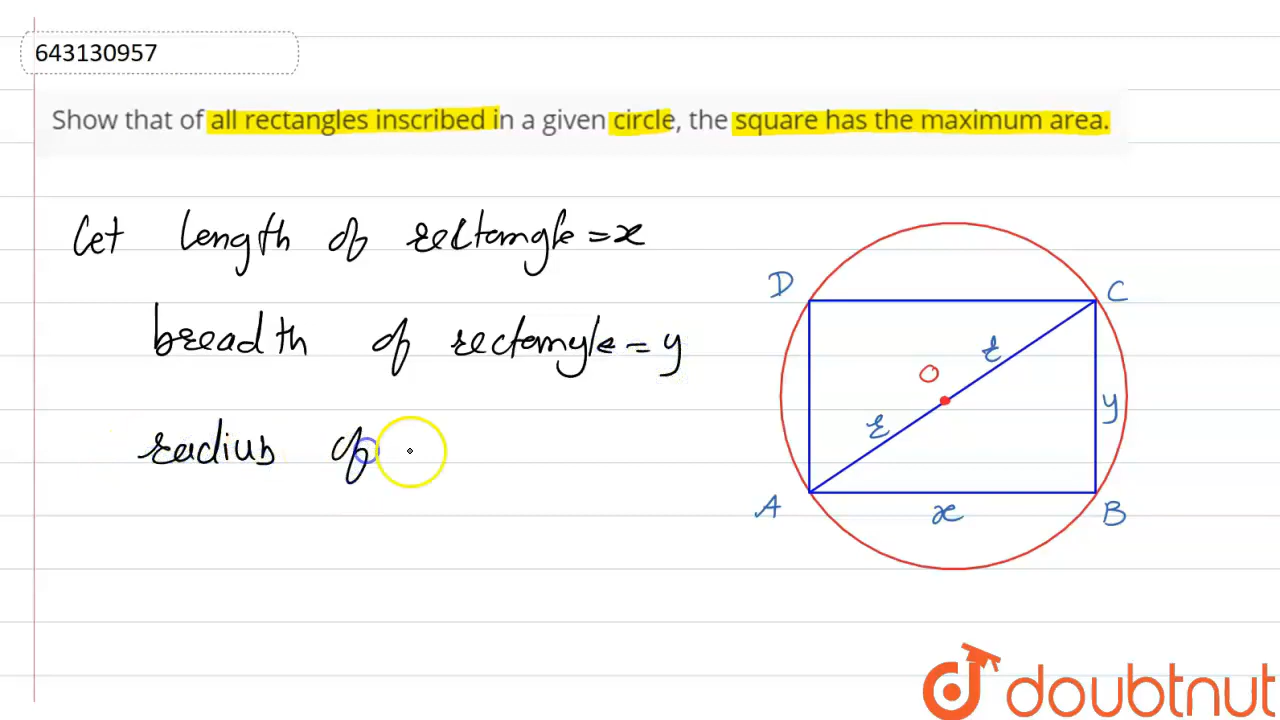 643130957
Show that of all rectangles inscribed in a given circle, the square has the maximum area.
Let length of rectangle = x
breadth of rectangle = y
radius of
D
C
r
O
r
y
A
x
B
doubtnut